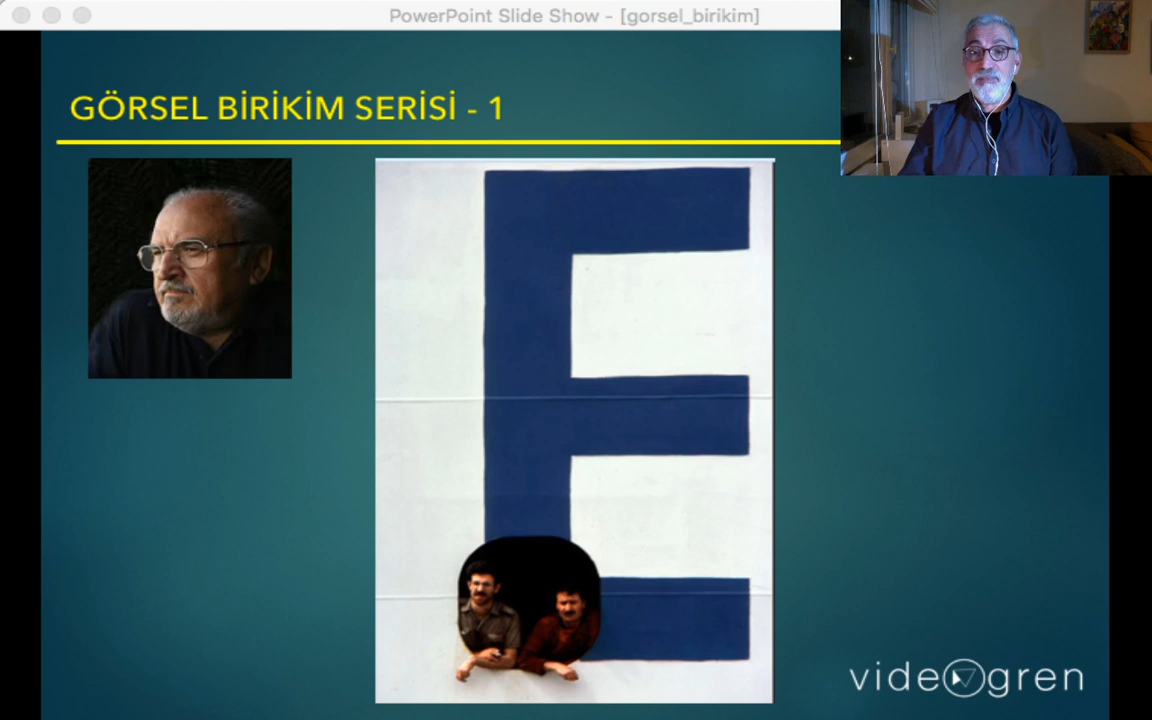 PowerPoint Slide Show - [gorsel_birikim]
GÖRSEL BİRİKİM SERİSİ - 1
E
videogren